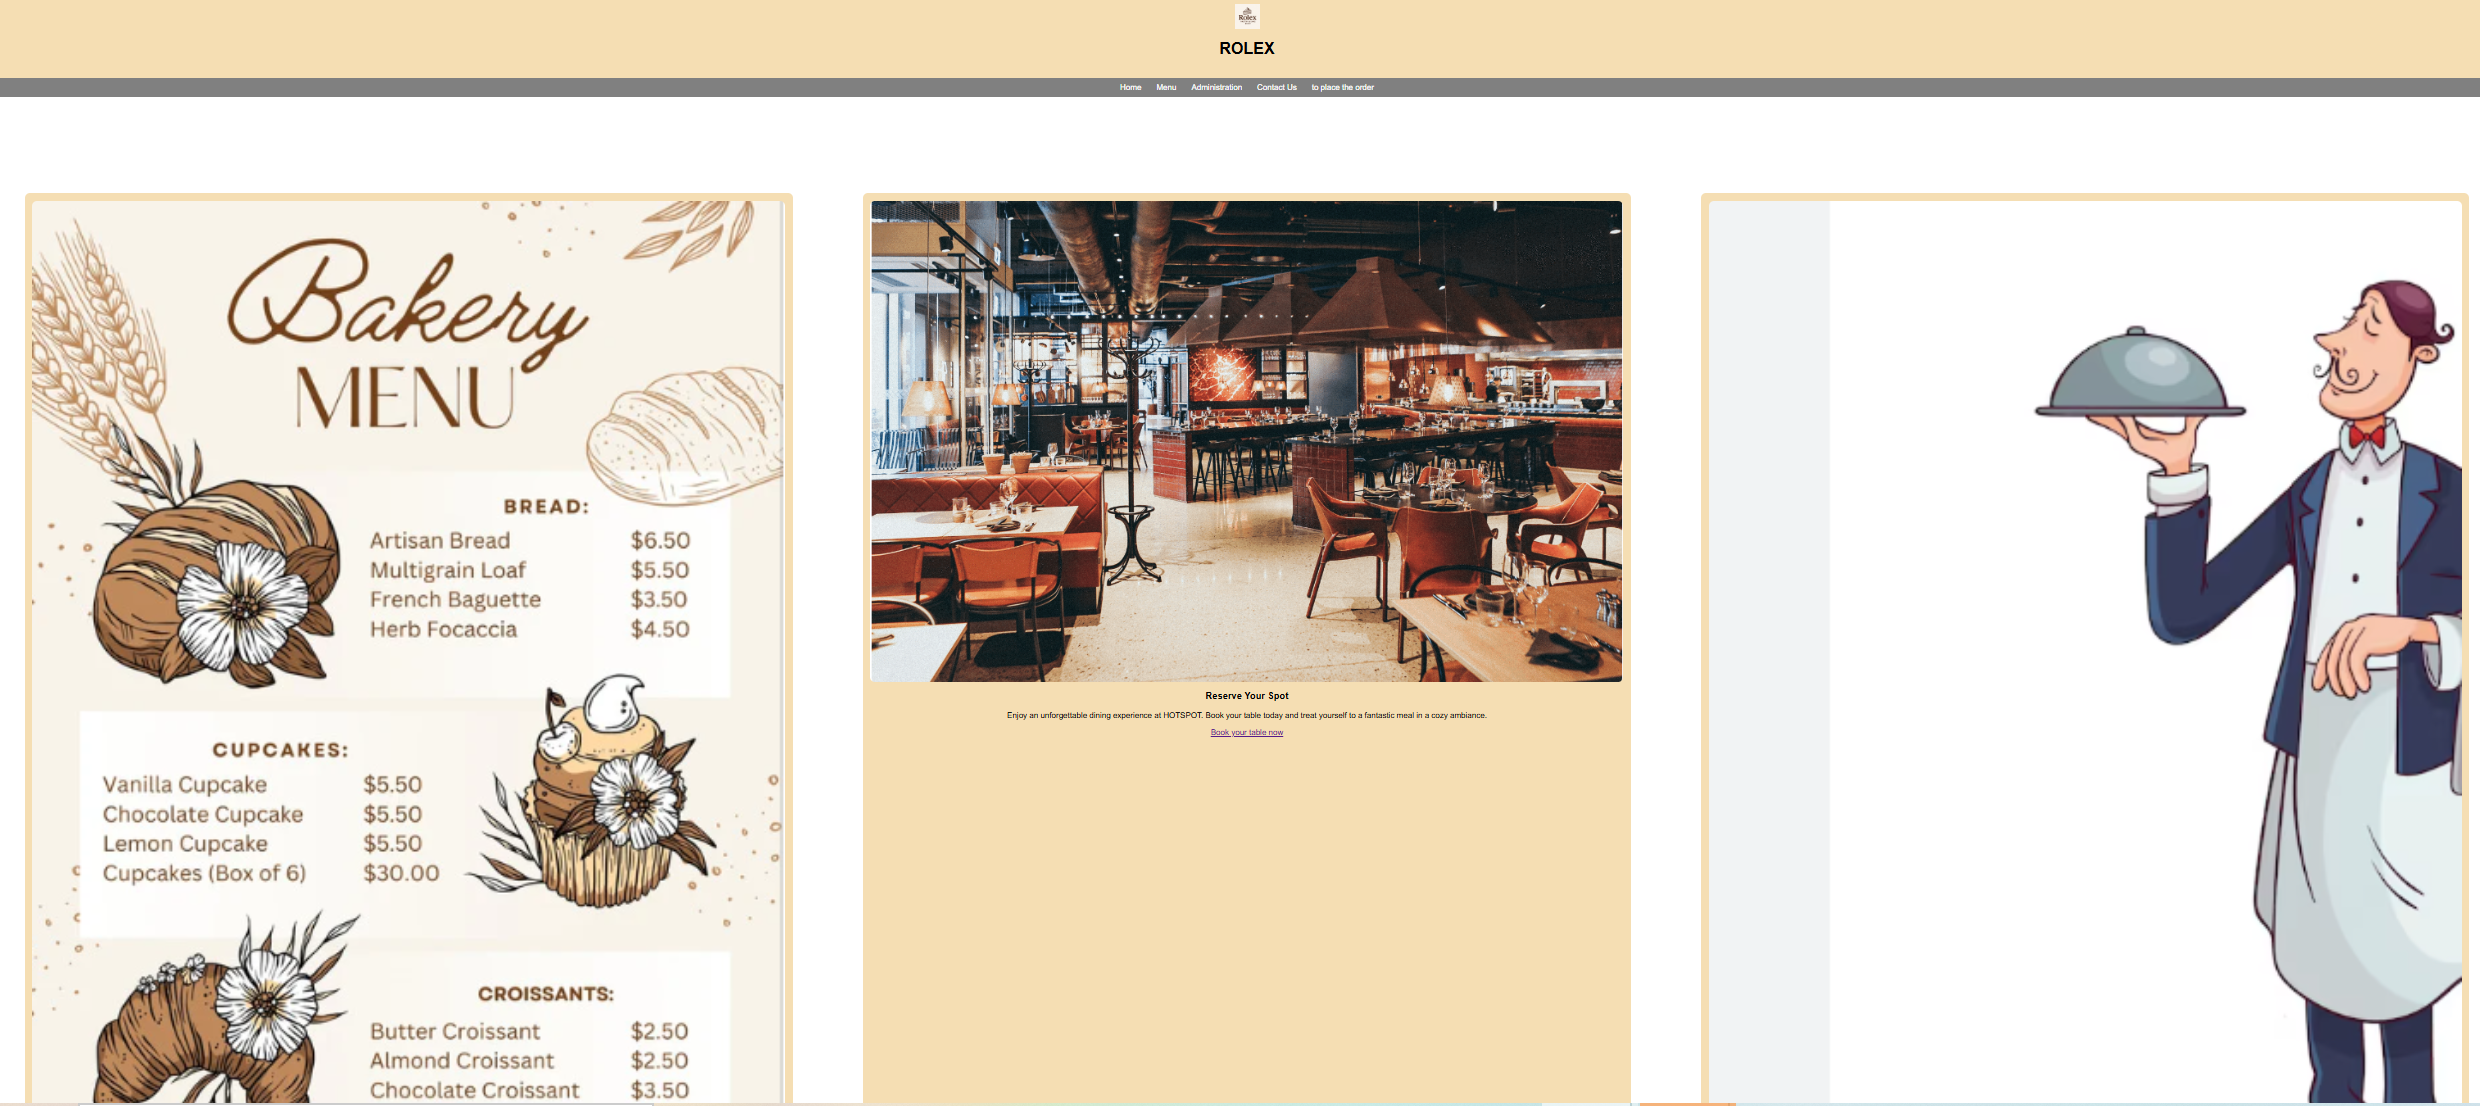 Rolex
ROLEX
Home Menu Administration Contact Us to place the order
Bakery
MENU
BREAD:
Artisan Bread $6.50
Multigrain Loaf $5.50
French Baguette $3.50
Herb Focaccia $4.50
CUPCAKES:
Vanilla Cupcake $5.50
Chocolate Cupcake $5.50
Lemon Cupcake $5.50
Cupcakes (Box of 6) $30.00
CROISSANTS:
Butter Croissant $2.50
Almond Croissant $2.50
Chocolate Croissant $3.50
Reserve Your Spot
Enjoy an unforgettable dining experience at HOTSPOT. Book your table today and treat yourself to a fantastic meal in a cozy ambiance.
Book your table now